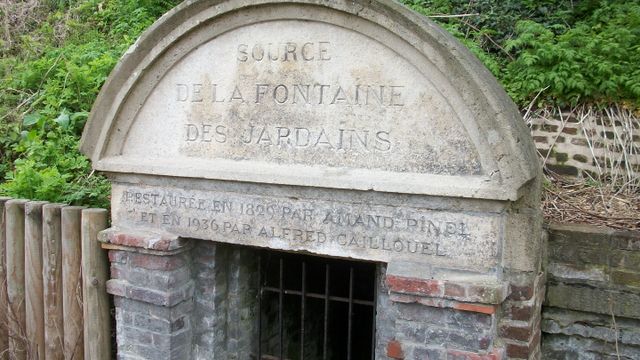 SOURCE
DE LA FONTAINE
DES JARDAINS
RESTAURÉE EN 1829 PAR AMAND PINEL
ET EN 1936 PAR ALFRED CAILLOUEL